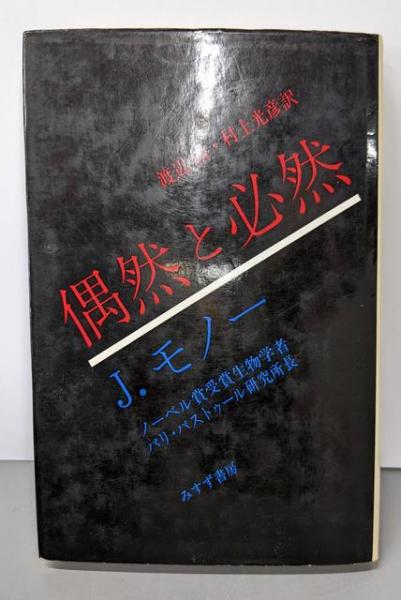 渡辺格・村上光彦訳
偶然と必然
J. モノー
ノーベル賞受賞生物学者
パリ・パストゥール研究所長
みすず書房